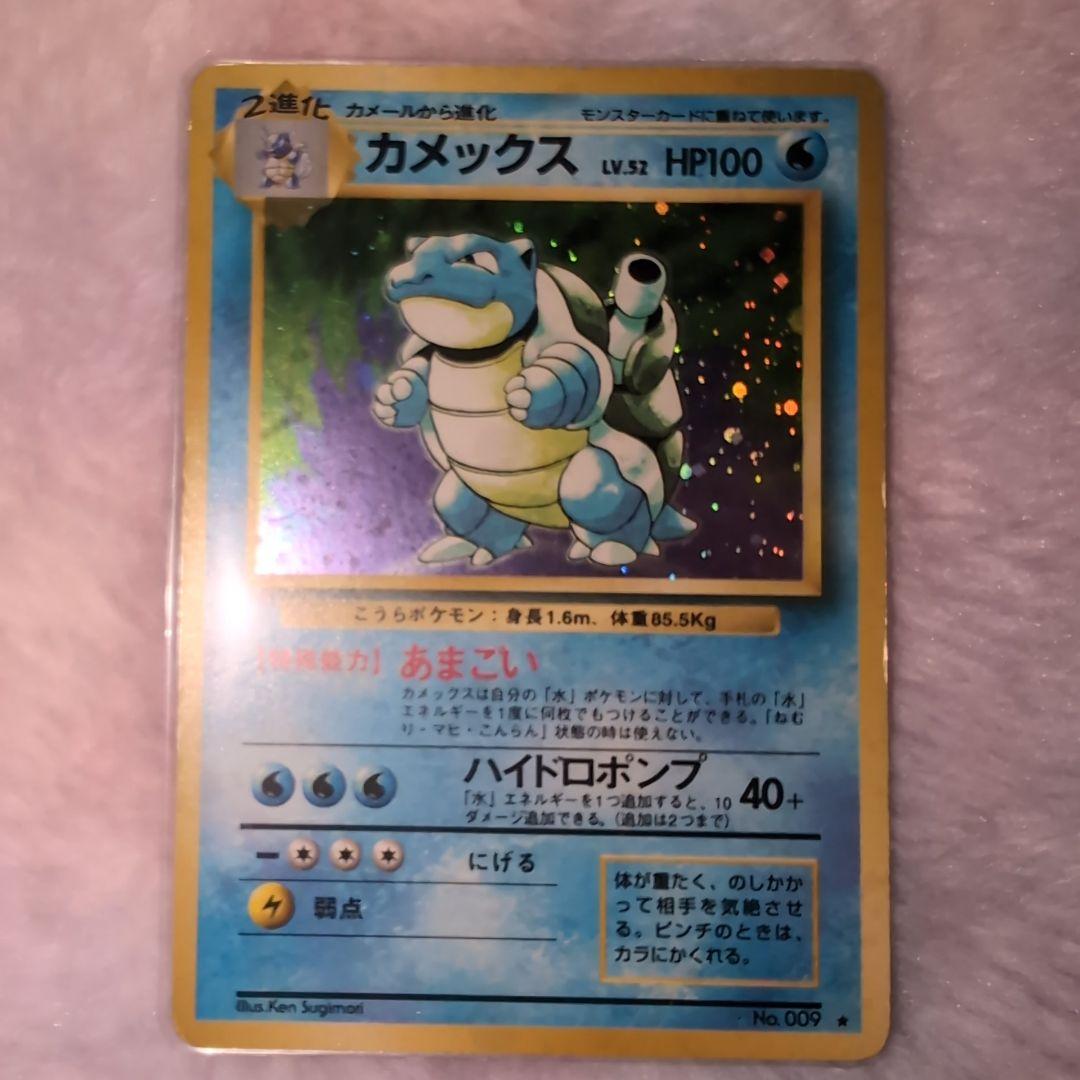 2進化 カメールから進化 モンスターカードに重ねて使います。
カメックス LV.52 HP100
こうらポケモン：身長1.6m、体重85.5Kg
【特殊能力】 あまごい
カメックスは自分の「水」ポケモンに対して、手札の「水」
エネルギーを1度に何枚でもつけることができる。「ねむ
り・マヒ・こんらん」状態の時は使えない。
ハイドロポンプ 40+
「水」エネルギーを1つ追加すると、10
ダメージ追加できる。(追加は2つまで)
にげる
弱点
体が重たく、のしかか
って相手を気絶させ
る。ピンチのときは、
カラにかくれる。
Illus.Ken Sugimori
No. 009 ★